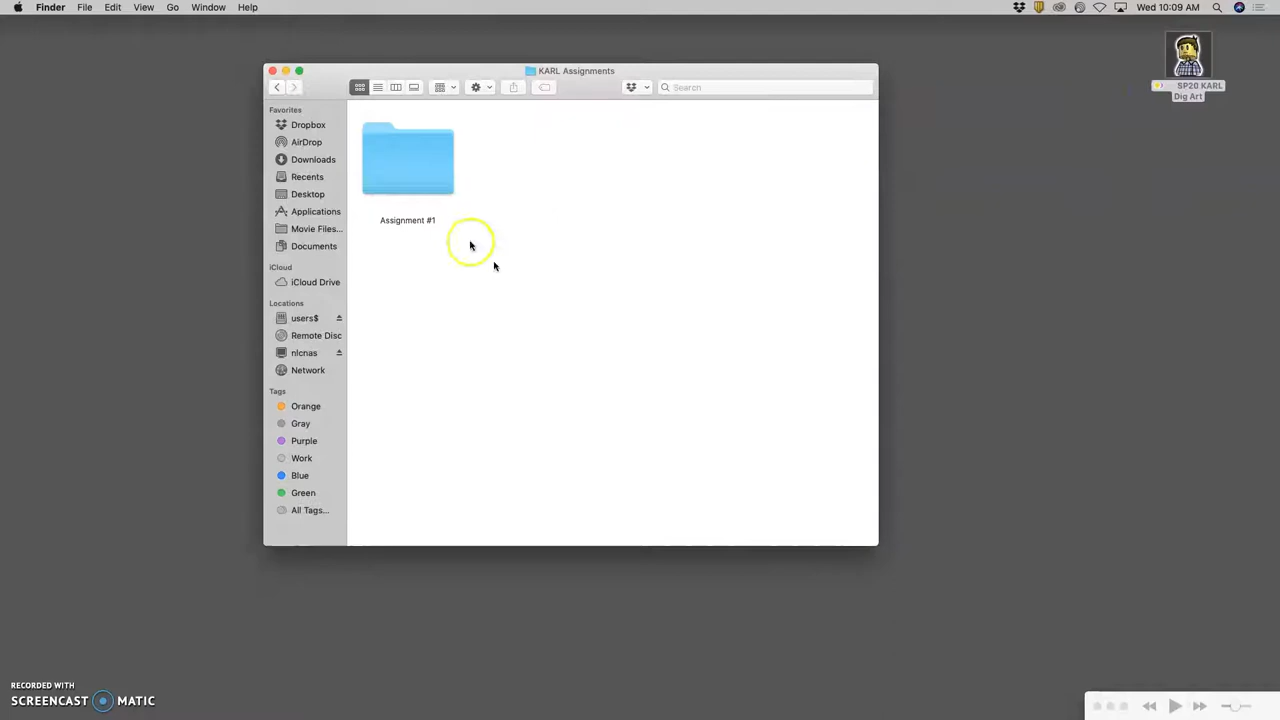 Finder File Edit View Go Window Help Wed 10:09 AM
KARL Assignments
Search
SP20 KARL
Dig Art
Favorites
Dropbox
AirDrop
Downloads
Recents
Desktop
Applications
Movie Files...
Documents
iCloud
iCloud Drive
Locations
users$
Remote Disc
nlcnas
Network
Tags
Orange
Gray
Purple
Work
Blue
Green
All Tags...
Assignment #1
RECORDED WITH
SCREENCAST MATIC